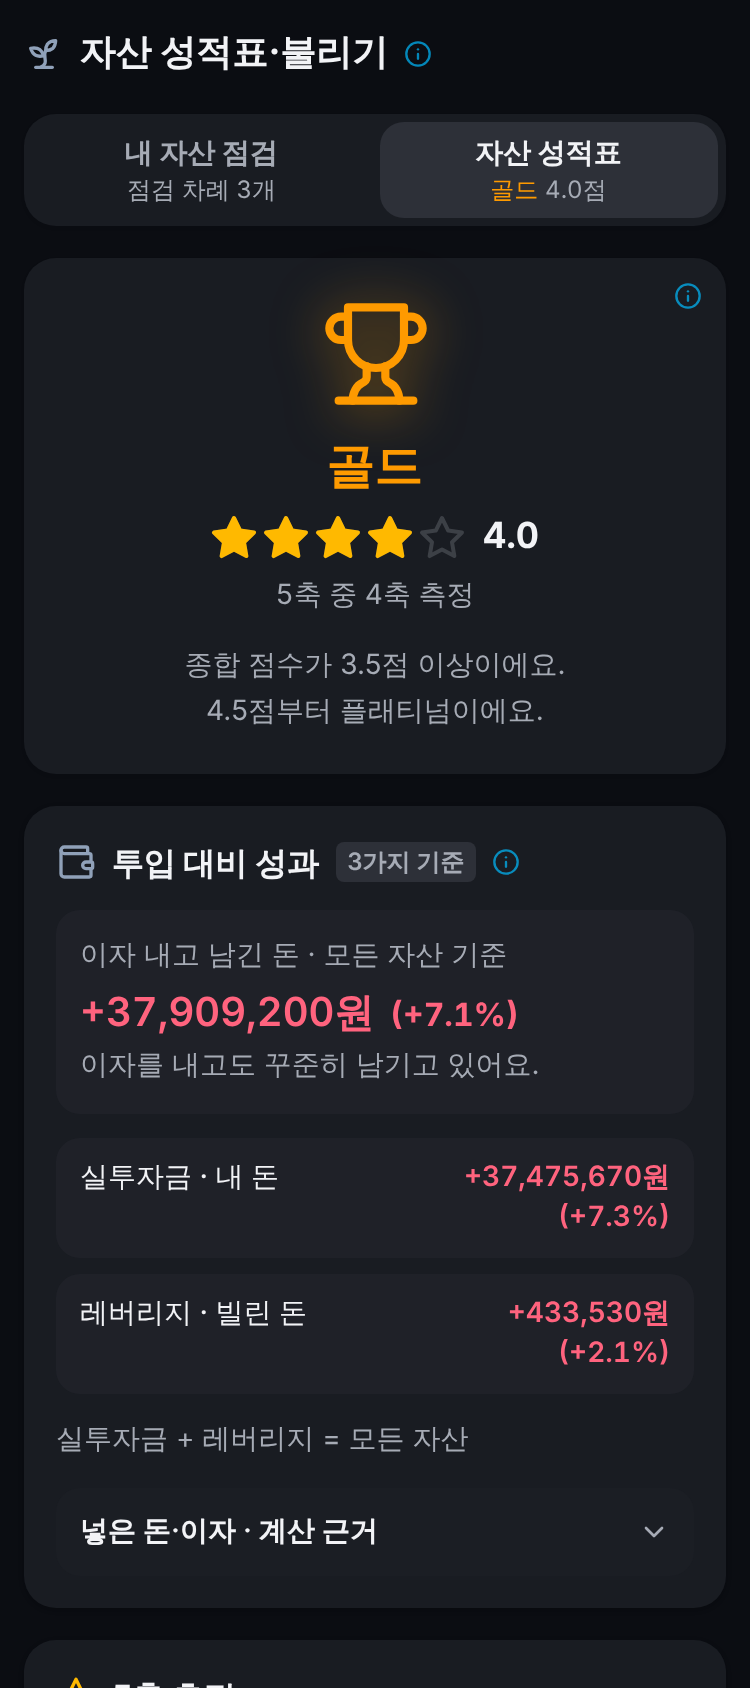 자산 성적표·불리기
내 자산 점검
점검 차례 3개
자산 성적표
골드 4.0점
골드
4.0
5축 중 4축 측정
종합 점수가 3.5점 이상이에요.
4.5점부터 플래티넘이에요.
투입 대비 성과
3가지 기준
이자 내고 남긴 돈 · 모든 자산 기준
+37,909,200원 (+7.1%)
이자를 내고도 꾸준히 남기고 있어요.
실투자금 · 내 돈
+37,475,670원
(+7.3%)
레버리지 · 빌린 돈
+433,530원
(+2.1%)
실투자금 + 레버리지 = 모든 자산
넣은 돈·이자 · 계산 근거